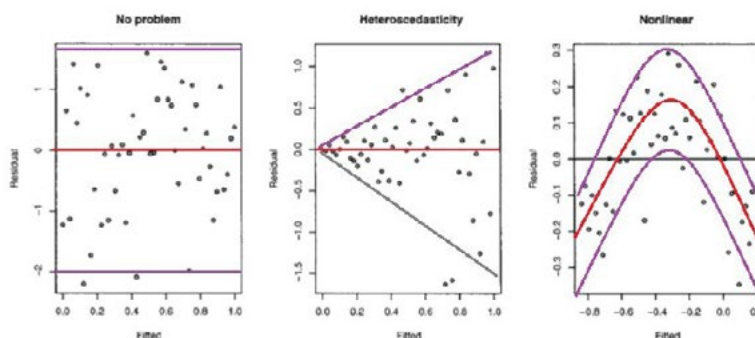 No problem
Heteroscedasticity
Nonlinear
Residual
1
0
-1
-2
0.0 0.2 0.4 0.6 0.8 1.0
Fitted
Residual
1.0
0.5
0.0
-0.5
-1.0
-1.5
0.0 0.2 0.4 0.6 0.8 1.0
Fitted
Residual
0.3
0.2
0.1
0.0
-0.1
-0.2
-0.3
-0.8 -0.6 -0.4 -0.2 0.0 0.2
Fitted